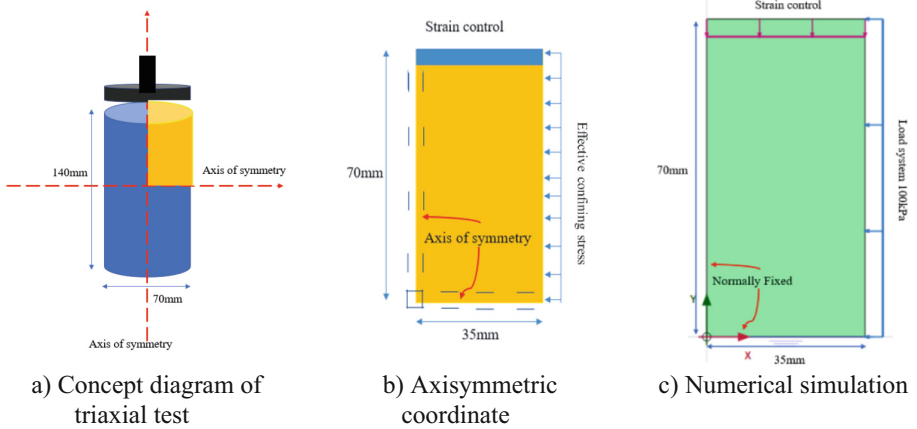 140mm
Axis of symmetry
70mm
Axis of symmetry
a) Concept diagram of
triaxial test
Strain control
70mm
Effective confining stress
Axis of symmetry
35mm
b) Axisymmetric
coordinate
Strain control
70mm
Load system 100kPa
Normally Fixed
Y
X
35mm
c) Numerical simulation